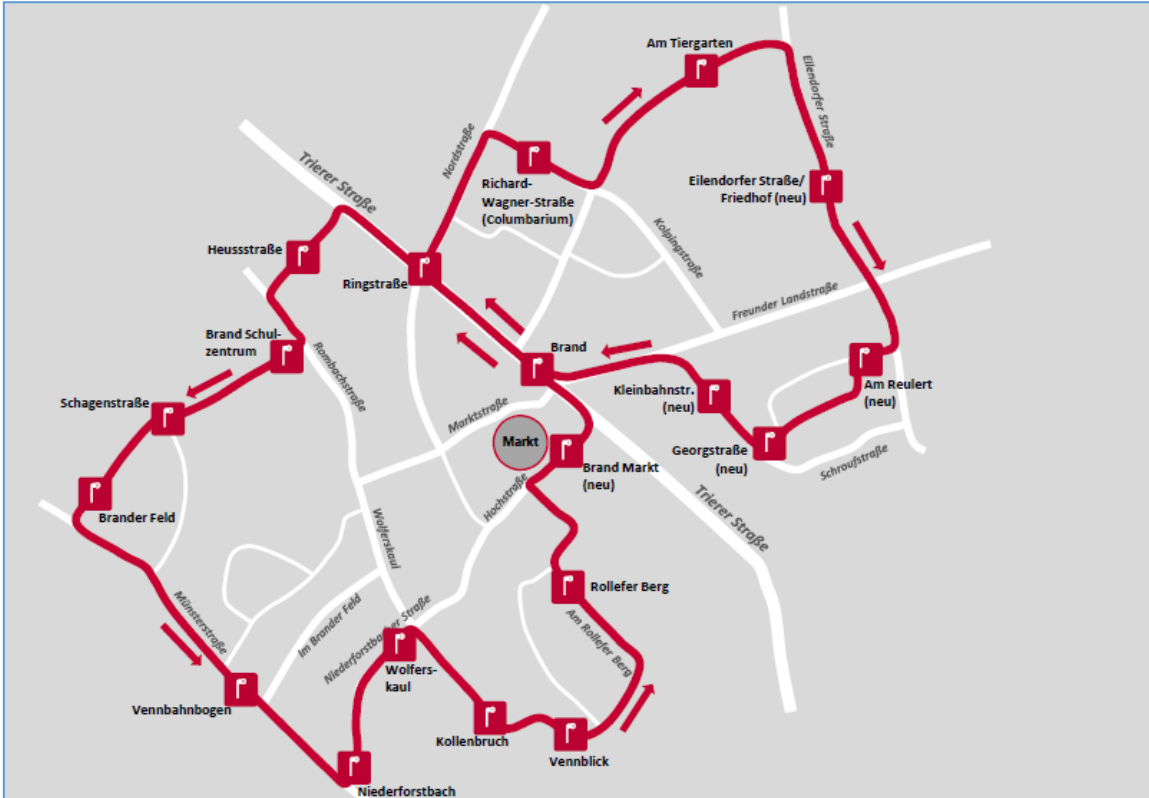 Am Tiergarten
Eilendorfer Straße
Nordstraße
Trierer Straße
Richard-
Wagner-Straße
(Columbarium)
Eilendorfer Straße/
Friedhof (neu)
Kolpingstraße
Heussstraße
Ringstraße
Freunder Landstraße
Brand Schul-
zentrum
Rombachstraße
Brand
Kleinbahnstr.
(neu)
Am Reulert
(neu)
Schagenstraße
Marktstraße
Markt
Brand Markt
(neu)
Georgstraße
(neu)
Schroufstraße
Hochstraße
Trierer Straße
Brander Feld
Wolferskaul
Rollefer Berg
Am Rollefer Berg
Münsterstraße
Im Brander Feld
Niederforstbacher Straße
Wolfers-
kaul
Vennbahnbogen
Kollenbruch
Vennblick
Niederforstbach